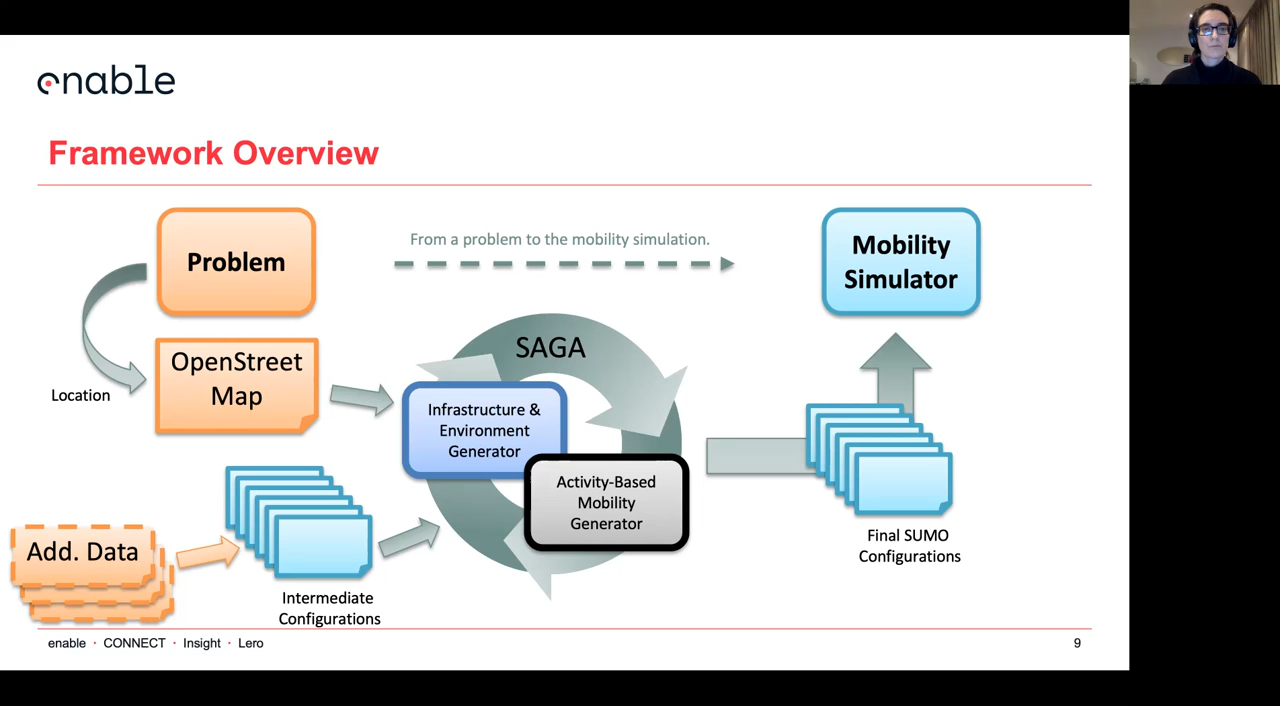 enable
Framework Overview
Problem
From a problem to the mobility simulation.
Mobility
Simulator
Location
OpenStreet
Map
SAGA
Infrastructure &
Environment
Generator
Activity-Based
Mobility
Generator
Add. Data
Intermediate
Configurations
Final SUMO
Configurations
enable · CONNECT · Insight · Lero
9